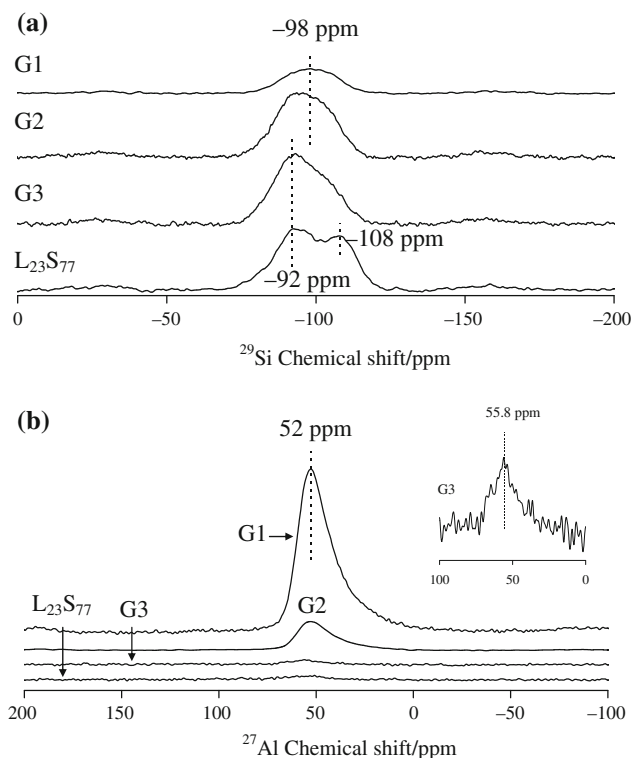 (a)
−98 ppm
G1
G2
G3
−108 ppm
L₂₃S₇₇
−92 ppm
0 −50 −100 −150 −200
²⁹Si Chemical shift/ppm
(b)
52 ppm
55.8 ppm
G3
G1
100 50 0
L₂₃S₇₇ G3 G2
200 150 100 50 0 −50 −100
²⁷Al Chemical shift/ppm